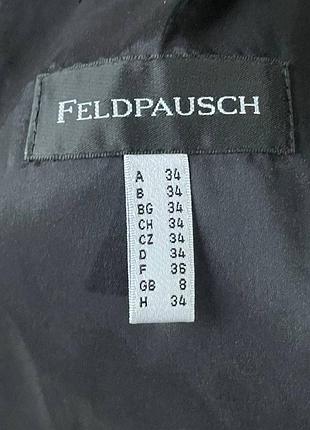 FELDPAUSCH
A 34
B 34
BG 34
CH 34
CZ 34
D 34
F 36
GB 8
H 34